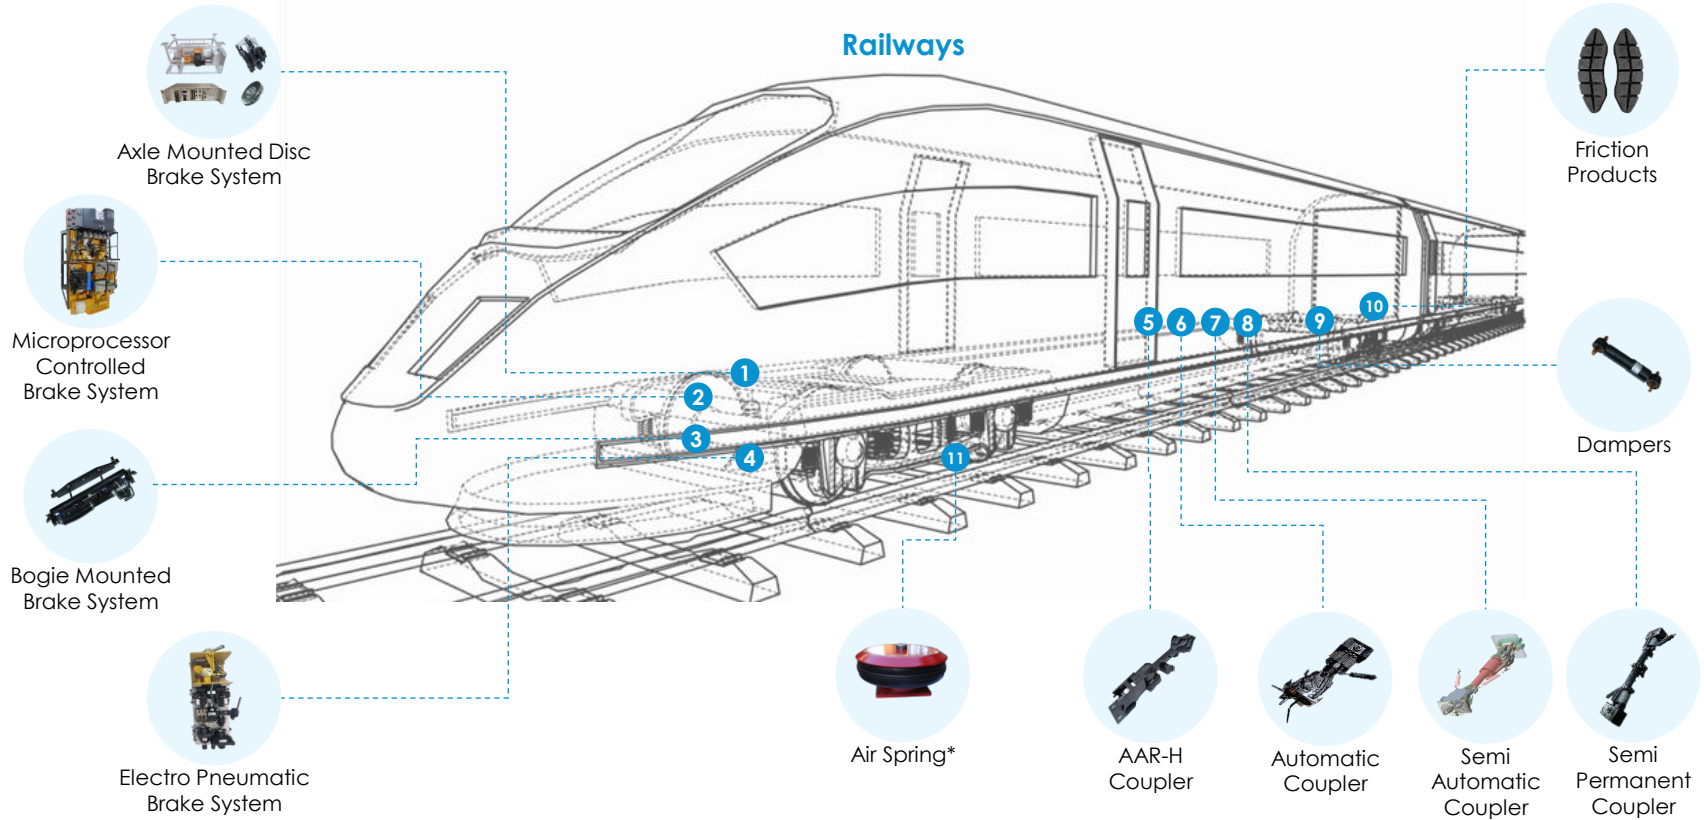 Railways
Axle Mounted Disc
Brake System
Microprocessor
Controlled
Brake System
Bogie Mounted
Brake System
Electro Pneumatic
Brake System
Friction
Products
Dampers
1
2
3
4
5
6
7
8
9
10
11
Air Spring*
AAR-H
Coupler
Automatic
Coupler
Semi
Automatic
Coupler
Semi
Permanent
Coupler